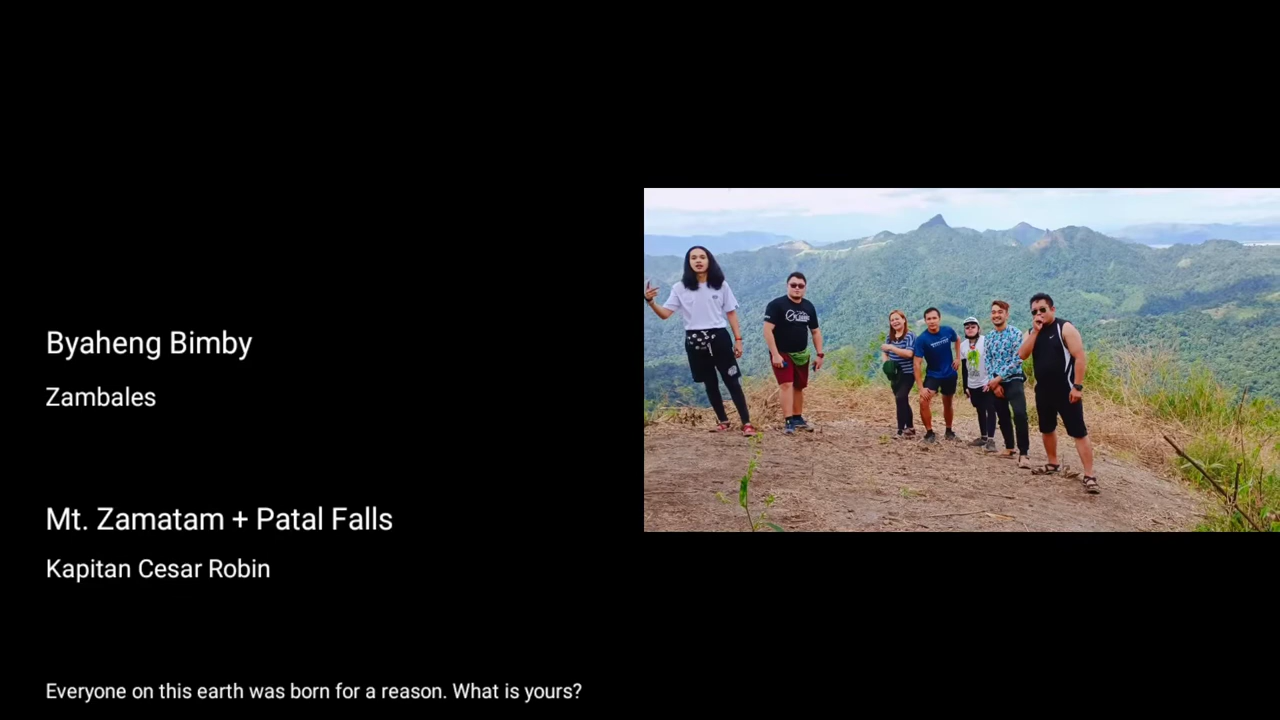 Byaheng Bimby
Zambales
Mt. Zamatam + Patal Falls
Kapitan Cesar Robin
Everyone on this earth was born for a reason. What is yours?